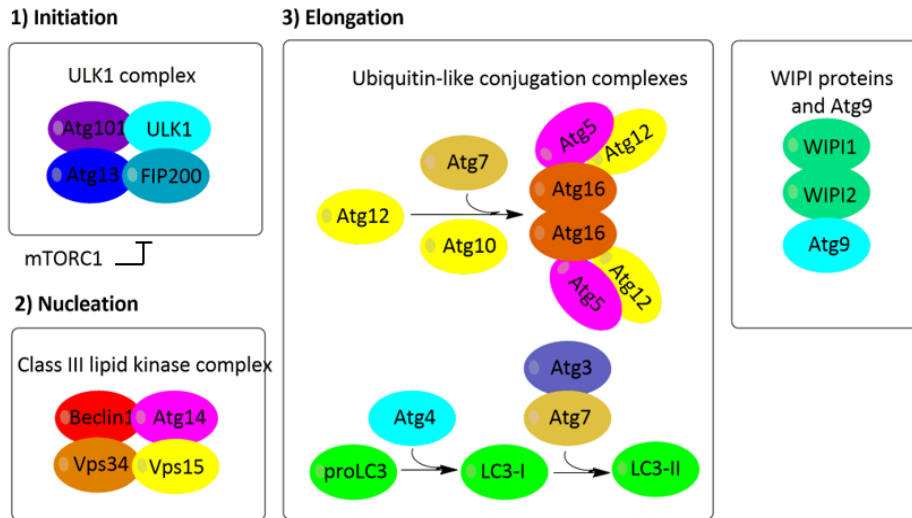 1) Initiation
ULK1 complex
Atg101
ULK1
Atg13
FIP200
mTORC1
2) Nucleation
Class III lipid kinase complex
Beclin1
Atg14
Vps34
Vps15
3) Elongation
Ubiquitin-like conjugation complexes
Atg5
Atg12
Atg7
Atg16
Atg12
Atg16
Atg10
Atg5
Atg12
Atg3
Atg4
Atg7
proLC3
LC3-I
LC3-II
WIPI proteins
and Atg9
WIPI1
WIPI2
Atg9